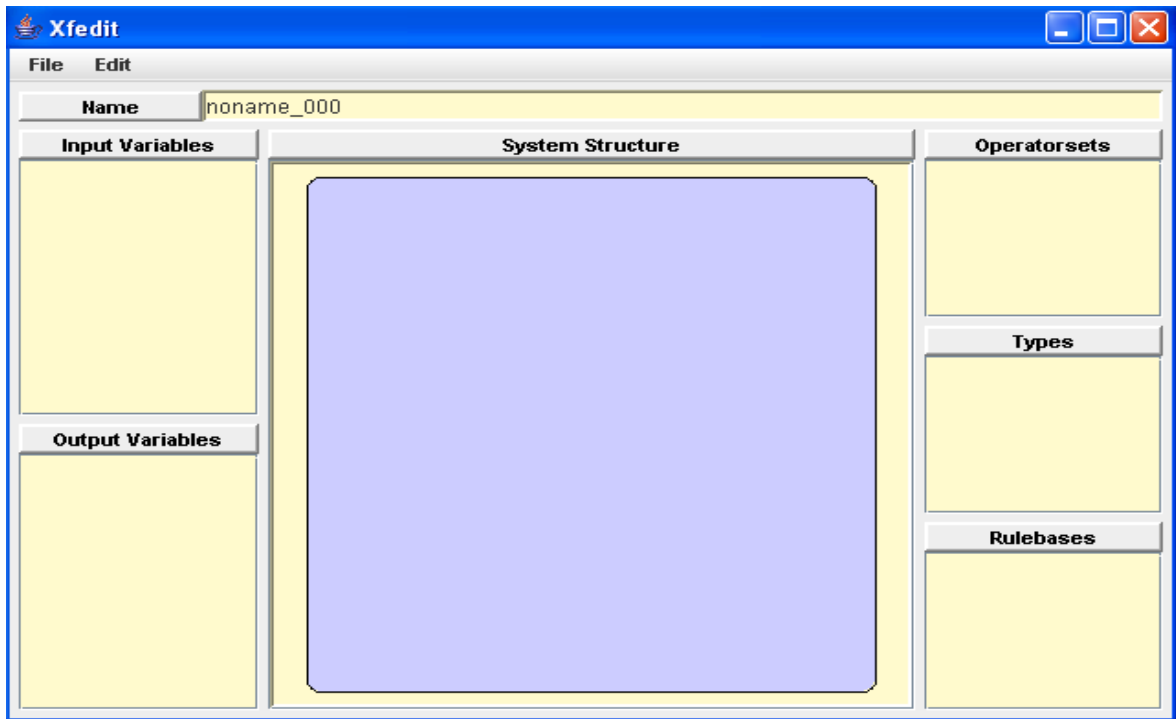 Xfedit
File Edit
Name noname_000
Input Variables
System Structure
Operatorsets
Types
Output Variables
Rulebases